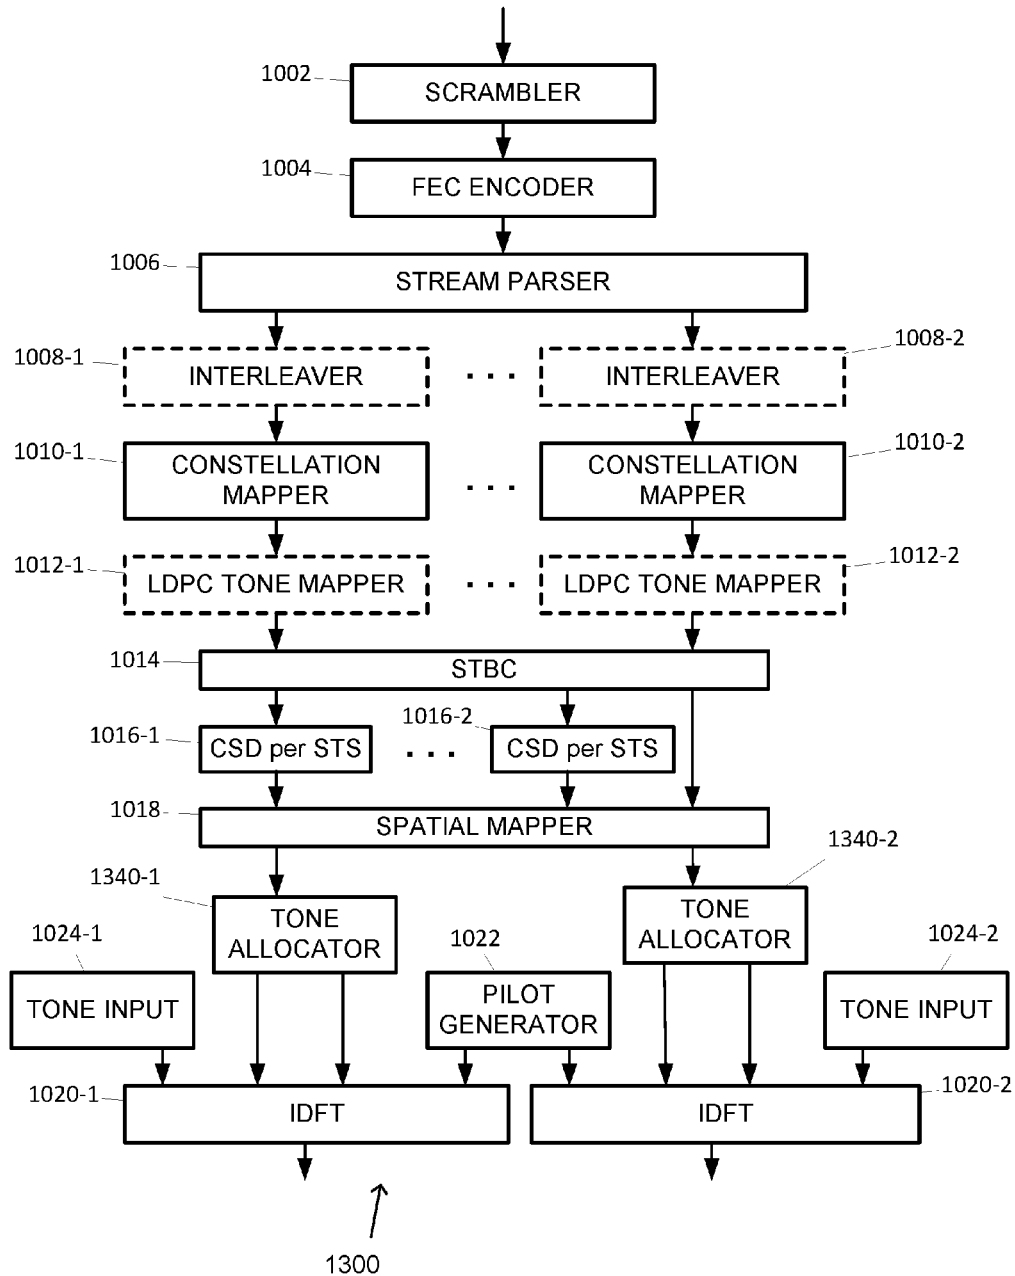 1002
SCRAMBLER
1004
FEC ENCODER
1006
STREAM PARSER
1008-1
INTERLEAVER
. . .
1008-2
INTERLEAVER
1010-1
CONSTELLATION
MAPPER
. . .
1010-2
CONSTELLATION
MAPPER
1012-1
LDPC TONE MAPPER
. . .
1012-2
LDPC TONE MAPPER
1014
STBC
1016-1
CSD per STS
. . .
1016-2
CSD per STS
1018
SPATIAL MAPPER
1340-1
TONE
ALLOCATOR
1340-2
TONE
ALLOCATOR
1024-1
TONE INPUT
1022
PILOT
GENERATOR
1024-2
TONE INPUT
1020-1
IDFT
1020-2
IDFT
1300